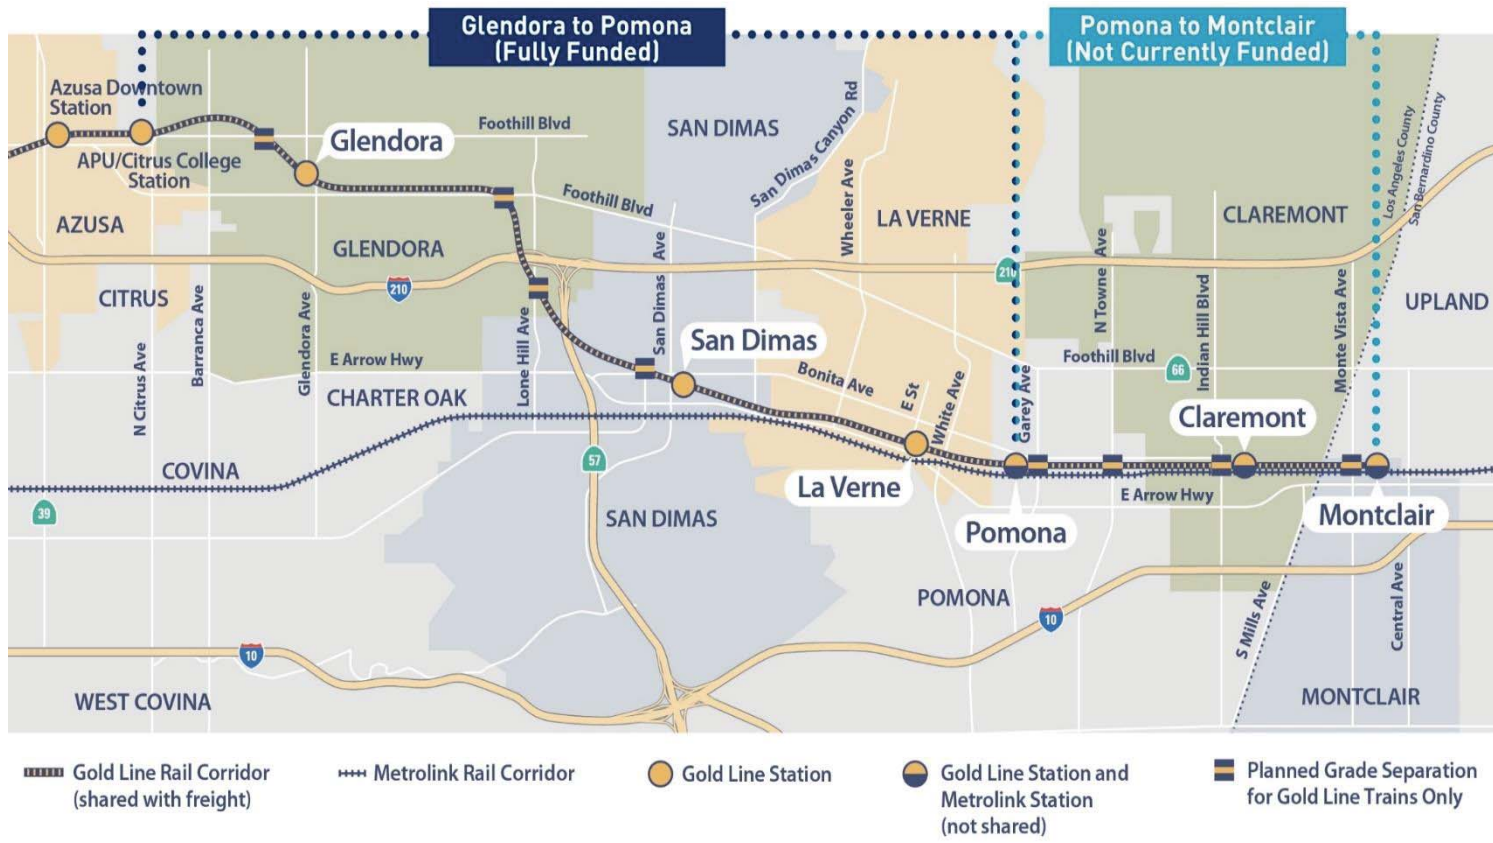 Glendora to Pomona
(Fully Funded)
Pomona to Montclair
(Not Currently Funded)
Azusa Downtown
Station
APU/Citrus College
Station
Glendora
Foothill Blvd
SAN DIMAS
San Dimas Canyon Rd
Wheeler Ave
LA VERNE
Los Angeles County
San Bernardino County
CLAREMONT
AZUSA
GLENDORA
Foothill Blvd
210
210
CITRUS
N Citrus Ave
Barranca Ave
Glendora Ave
Lone Hill Ave
San Dimas Ave
N Towne Ave
Indian Hill Blvd
Monte Vista Ave
UPLAND
San Dimas
E Arrow Hwy
Bonita Ave
Foothill Blvd
66
E St
White Ave
Garey Ave
CHARTER OAK
Claremont
COVINA
57
La Verne
E Arrow Hwy
39
SAN DIMAS
Pomona
Montclair
POMONA
10
10
S Mills Ave
Central Ave
WEST COVINA
MONTCLAIR
Gold Line Rail Corridor
(shared with freight)
Metrolink Rail Corridor
Gold Line Station
Gold Line Station and
Metrolink Station
(not shared)
Planned Grade Separation
for Gold Line Trains Only